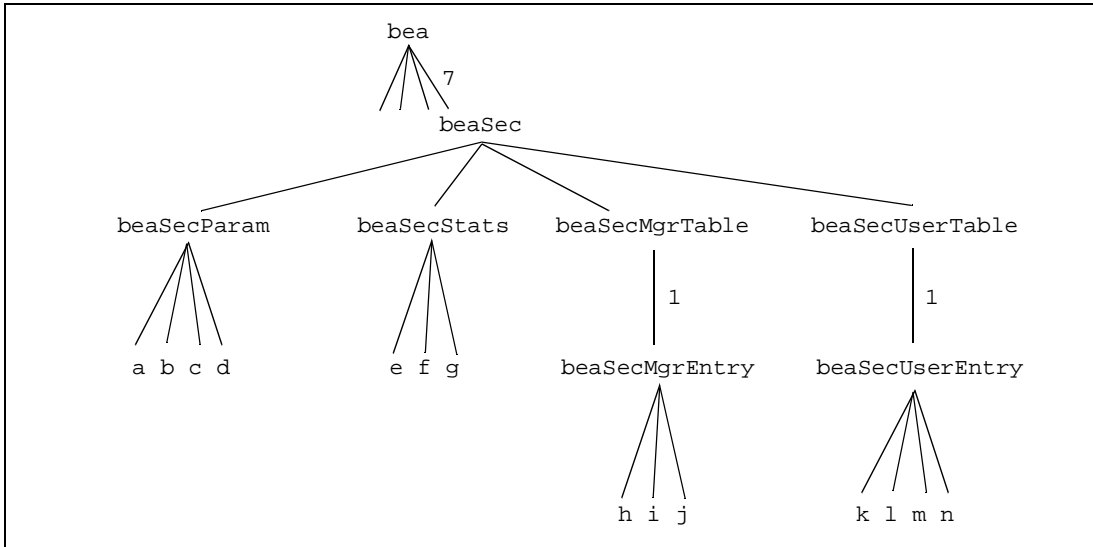 bea
7
beaSec
beaSecParam beaSecStats beaSecMgrTable beaSecUserTable
1 1
a b c d e f g beaSecMgrEntry beaSecUserEntry
h i j k l m n